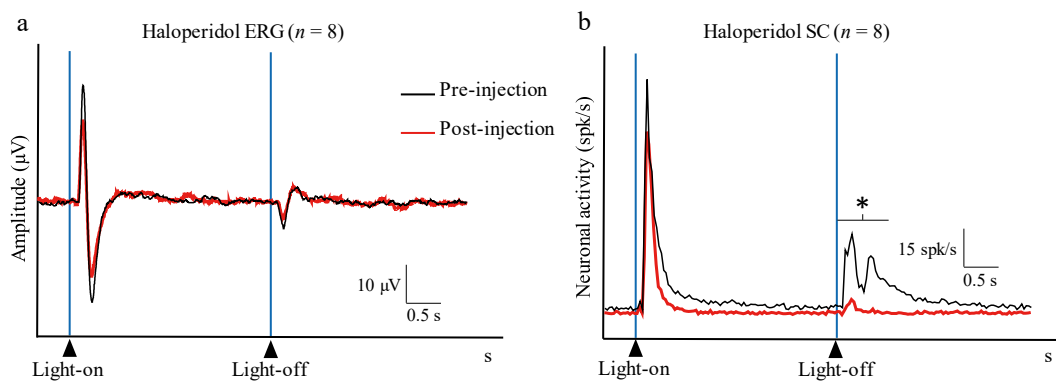 a
Haloperidol ERG (n = 8)
Pre-injection
Post-injection
Amplitude (μV)
10 μV
0.5 s
s
Light-on
Light-off
b
Haloperidol SC (n = 8)
Neuronal activity (spk/s)
*
15 spk/s
0.5 s
s
Light-on
Light-off